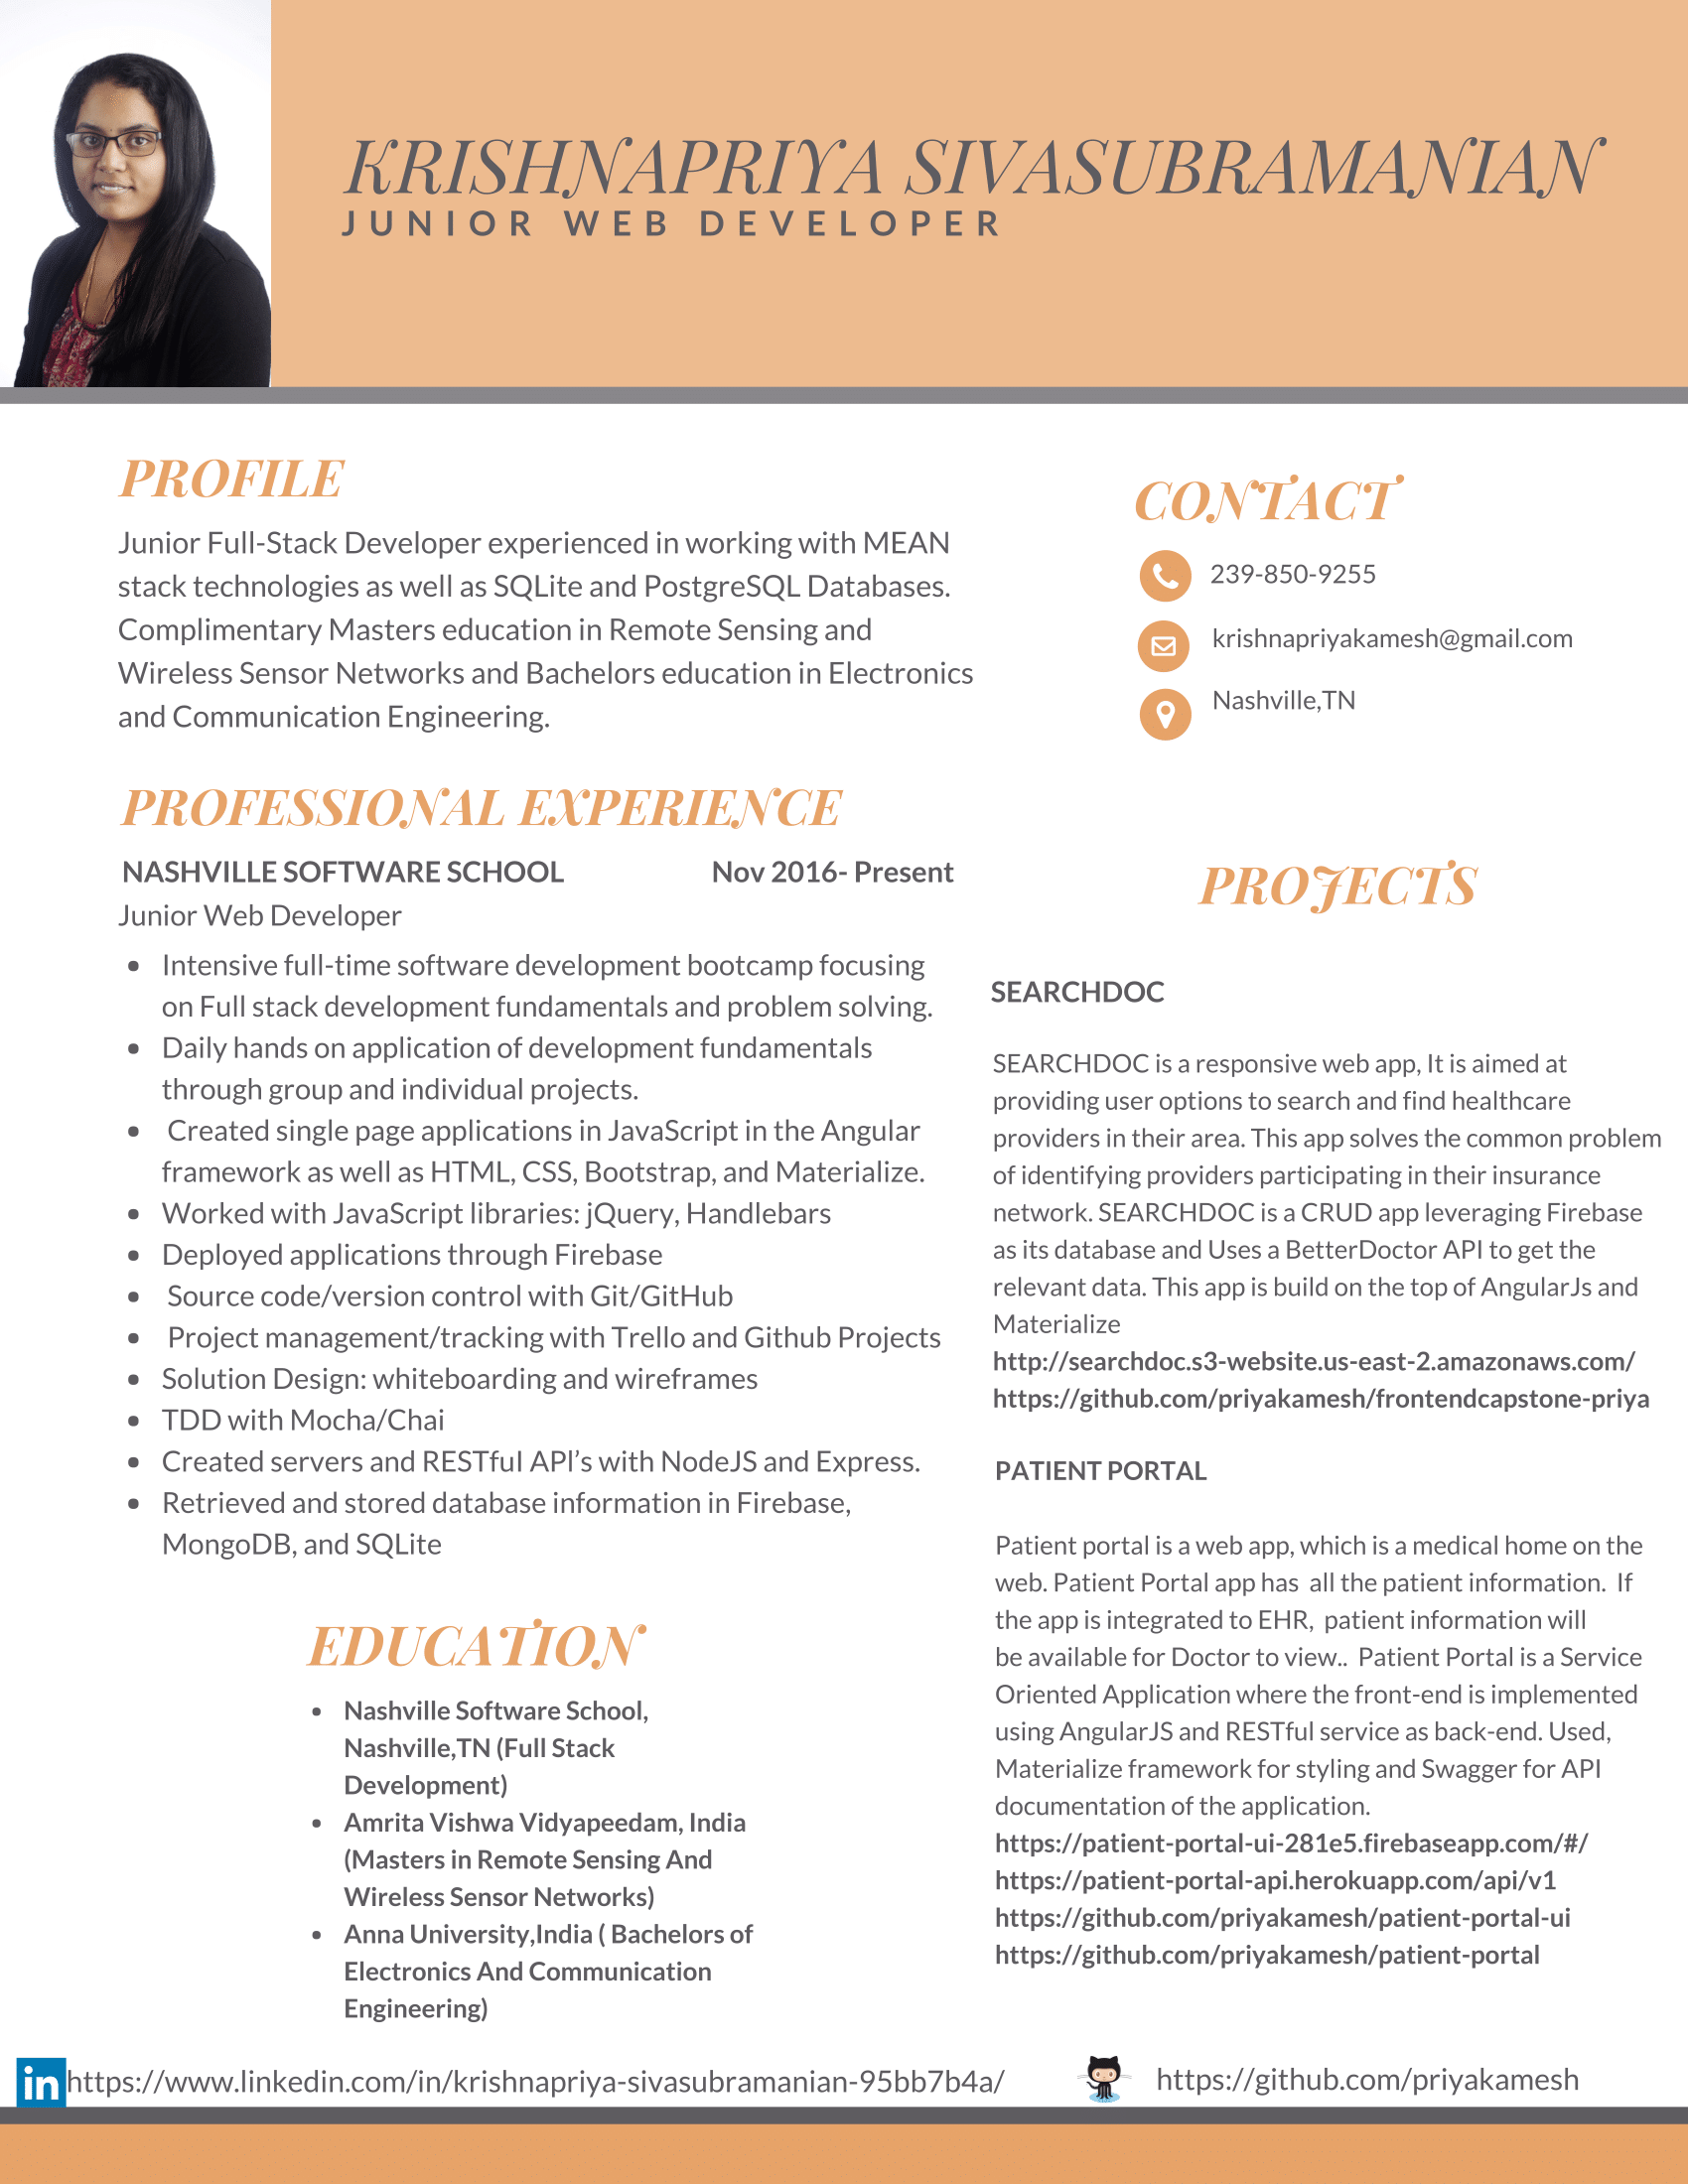 KRISHNAPRIYA SIVASUBRAMANIAN
JUNIOR WEB DEVELOPER
PROFILE
Junior Full-Stack Developer experienced in working with MEAN
stack technologies as well as SQLite and PostgreSQL Databases.
Complimentary Masters education in Remote Sensing and
Wireless Sensor Networks and Bachelors education in Electronics
and Communication Engineering.
CONTACT
239-850-9255
krishnapriyakamesh@gmail.com
Nashville,TN
PROFESSIONAL EXPERIENCE
NASHVILLE SOFTWARE SCHOOL Nov 2016- Present
Junior Web Developer
• Intensive full-time software development bootcamp focusing
on Full stack development fundamentals and problem solving.
• Daily hands on application of development fundamentals
through group and individual projects.
• Created single page applications in JavaScript in the Angular
framework as well as HTML, CSS, Bootstrap, and Materialize.
• Worked with JavaScript libraries: jQuery, Handlebars
• Deployed applications through Firebase
• Source code/version control with Git/GitHub
• Project management/tracking with Trello and Github Projects
• Solution Design: whiteboarding and wireframes
• TDD with Mocha/Chai
• Created servers and RESTful API’s with NodeJS and Express.
• Retrieved and stored database information in Firebase,
MongoDB, and SQLite
EDUCATION
• Nashville Software School,
Nashville,TN (Full Stack
Development)
• Amrita Vishwa Vidyapeedam, India
(Masters in Remote Sensing And
Wireless Sensor Networks)
• Anna University,India ( Bachelors of
Electronics And Communication
Engineering)
PROJECTS
SEARCHDOC
SEARCHDOC is a responsive web app, It is aimed at
providing user options to search and find healthcare
providers in their area. This app solves the common problem
of identifying providers participating in their insurance
network. SEARCHDOC is a CRUD app leveraging Firebase
as its database and Uses a BetterDoctor API to get the
relevant data. This app is build on the top of AngularJs and
Materialize
http://searchdoc.s3-website.us-east-2.amazonaws.com/
https://github.com/priyakamesh/frontendcapstone-priya
PATIENT PORTAL
Patient portal is a web app, which is a medical home on the
web. Patient Portal app has all the patient information. If
the app is integrated to EHR, patient information will
be available for Doctor to view.. Patient Portal is a Service
Oriented Application where the front-end is implemented
using AngularJS and RESTful service as back-end. Used,
Materialize framework for styling and Swagger for API
documentation of the application.
https://patient-portal-ui-281e5.firebaseapp.com/#/
https://patient-portal-api.herokuapp.com/api/v1
https://github.com/priyakamesh/patient-portal-ui
https://github.com/priyakamesh/patient-portal
in https://www.linkedin.com/in/krishnapriya-sivasubramanian-95bb7b4a/
https://github.com/priyakamesh